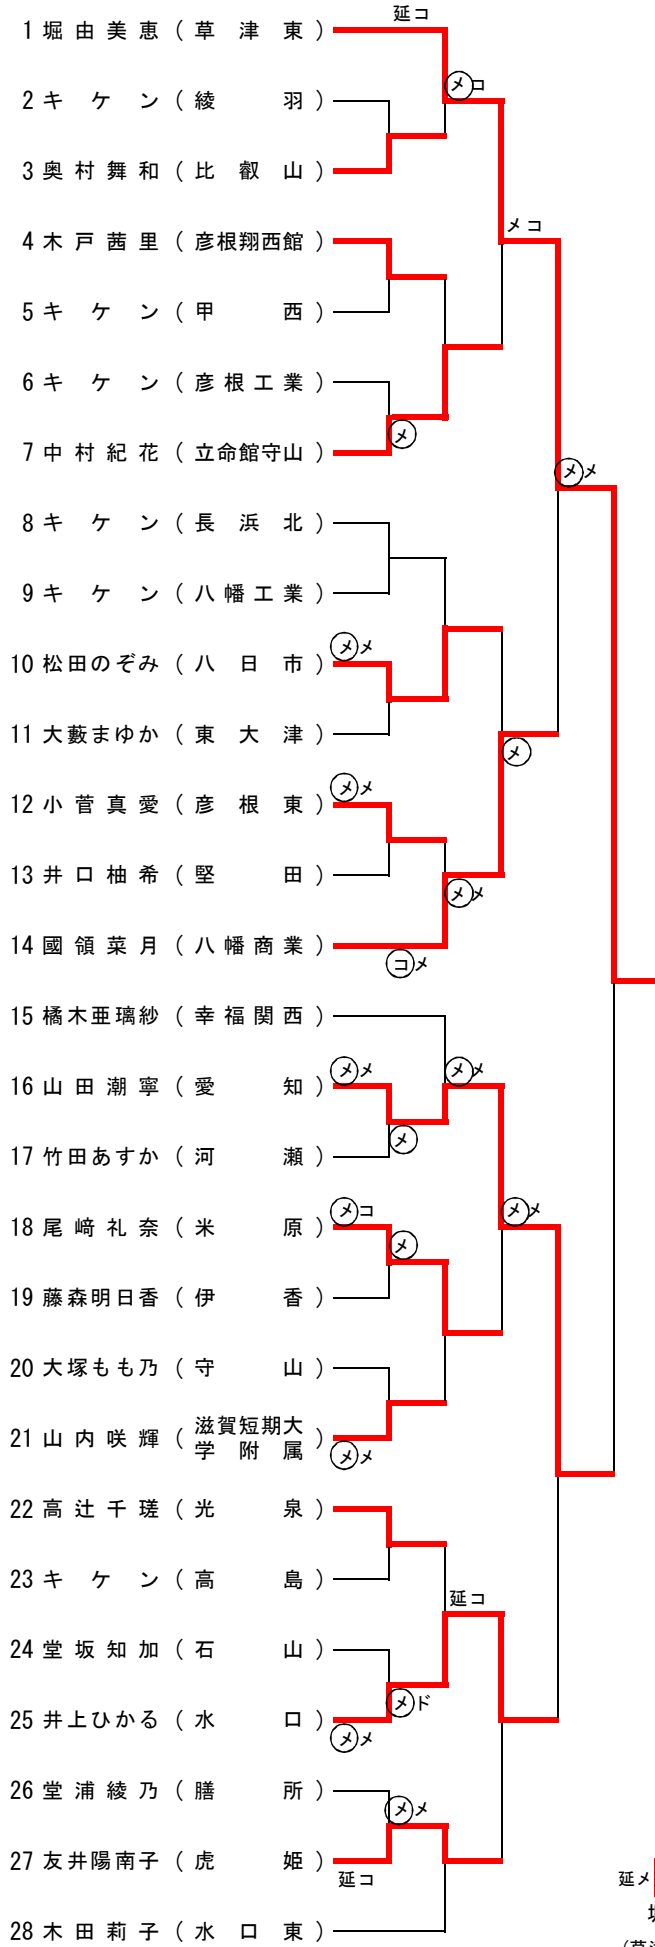 延コ
1 堀由美恵（草津東）
メコ
2 キケン（綾羽）
3 奥村舞和（比叡山）
メコ
4 木戸茜里（彦根翔西館）
5 キケン（甲西）
6 キケン（彦根工業）
メ
7 中村紀花（立命館守山）
メメ
8 キケン（長浜北）
9 キケン（八幡工業）
メメ
10 松田のぞみ（八日市）
11 大藪まゆか（東大津）
メ
メメ
12 小菅真愛（彦根東）
13 井口柚希（堅田）
メメ
14 國領菜月（八幡商業）
コメ
15 橘木亜璃紗（幸福関西）
メメ
メメ
16 山田潮寧（愛知）
メ
17 竹田あすか（河瀬）
メコ
メメ
18 尾﨑礼奈（米原）
メ
19 藤森明日香（伊香）
20 大塚もも乃（守山）
21 山内咲輝（滋賀短期大学附属）
メメ
22 高辻千瑳（光泉）
23 キケン（高島）
延コ
24 堂坂知加（石山）
メド
25 井上ひかる（水口）
メメ
26 堂浦綾乃（膳所）
メメ
27 友井陽南子（虎姫）
延コ
延メ
28 木田莉子（水口東）